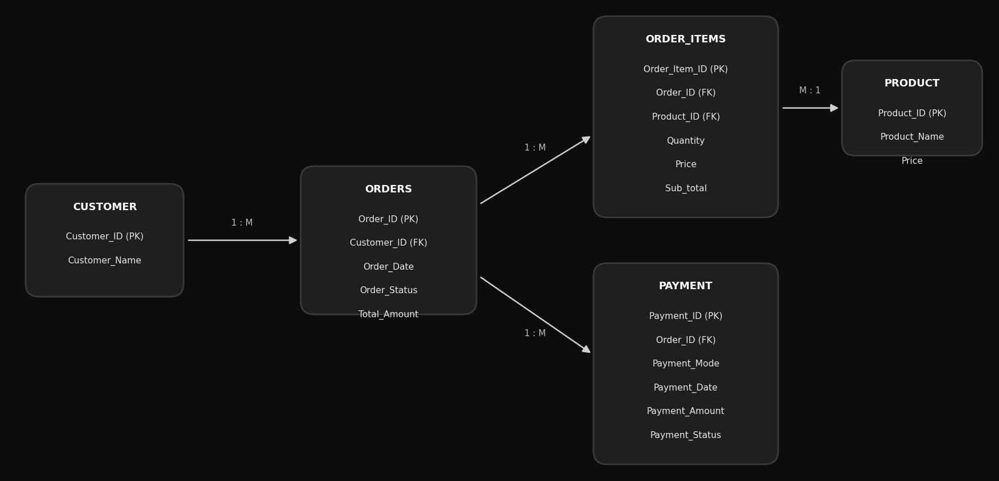 CUSTOMER
Customer_ID (PK)
Customer_Name
1 : M
ORDERS
Order_ID (PK)
Customer_ID (FK)
Order_Date
Order_Status
Total_Amount
1 : M
ORDER_ITEMS
Order_Item_ID (PK)
Order_ID (FK)
Product_ID (FK)
Quantity
Price
Sub_total
M : 1
PRODUCT
Product_ID (PK)
Product_Name
Price
1 : M
PAYMENT
Payment_ID (PK)
Order_ID (FK)
Payment_Mode
Payment_Date
Payment_Amount
Payment_Status